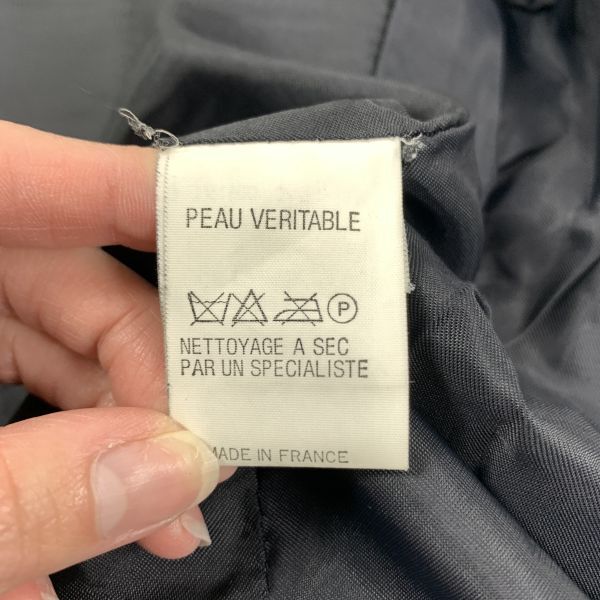 PEAU VERITABLE
P
NETTOYAGE A SEC
PAR UN SPECIALISTE
MADE IN FRANCE